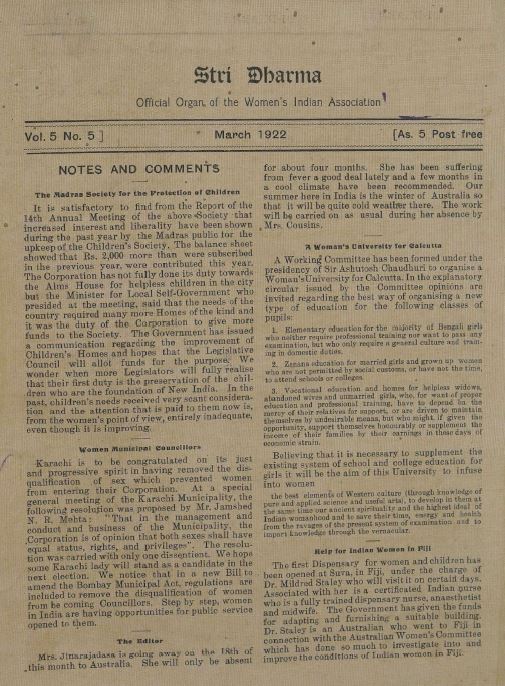 Stri Dharma
Official Organ, of the Women's Indian Association
Vol. 5 No. 5 ]
March 1922
[As. 5 Post free
NOTES AND COMMENTS
The Madras Society for the Protection of Children
It is satisfactory to find from the Report of the
14th Annual Meeting of the above Society that
increased interest and liberality have been shown
during the past year by the Madras public for the
upkeep of the Children's Society. The balance sheet
showed that Rs. 2,000 more than were subscribed
in the previous year, were contributed this year.
The Corporation has not fully done its duty towards
the Alms House for helpless children in the city
but the Minister for Local Self-Government who
presided at the meeting, said that the needs of the
country required many more Homes of the kind and
it was the duty of the Corporation to give more
funds to the Society. The Government has issued
a communication regarding the improvement of
Children's Homes and hopes that the Legislative
Council will allot funds for the purpose. We
wonder when more Legislators will fully realise
that their first duty is the preservation of the chil-
dren who are the foundation of New India. In the
past, children's needs received very scant considera-
tion and the attention that is paid to them now is,
from the women's point of view, entirely inadequate,
even though it is improving.
Women Municipal Councillors
Karachi is to be congratulated on its just
and progressive spirit in having removed the dis-
qualification of sex which prevented women
from entering their Corporation. At a special
general meeting of the Karachi Municipality, the
following resolution was proposed by Mr. Jamshed
N. R. Mehta: "That in the management and
conduct and business of the Municipality, the
Corporation is of opinion that both sexes shall have
equal status, rights, and privileges". The resolu-
tion was carried with only one dissentient. We hope
some Karachi lady will stand as a candidate in the
next election. We notice that in a new Bill to
amend the Bombay Municipal Act, regulations are
included to remove the disqualification of women
from becoming Councillors. Step by step, women
in India are having opportunities for public service
opened to them.
The Editor
Mrs. Jinarajadasa is going away on the 18th of
this month to Australia. She will only be absent
for about four months. She has been suffering
from fever a good deal lately and a few months in
a cool climate have been recommended. Our
summer here in India is the winter of Australia so
that it will be quite cold weather there. The work
will be carried on as usual during her absence by
Mrs. Cousins.
A Woman's University for Calcutta
A Working Committee has been formed under the
presidency of Sir Ashutosh Chaudhuri to organise a
Woman's University for Calcutta. In the explanatory
circular issued by the Committee opinions are
invited regarding the best way of organising a new
type of education for the following classes of
pupils:
1. Elementary education for the majority of Bengali girls
who neither require professional training nor want to pass any
examination, but who only require a general culture and train-
ing in domestic duties.
2. Zenana education for married girls and grown up women
who are not permitted by social customs, or have not the time,
to attend schools or colleges.
3. Vocational education and homes for helpless widows,
abandoned wives and unmarried girls, who, for want of proper
education and professional training, have to depend on the
mercy of their relatives for support, or are driven to maintain
themselves by undesirable means, but who might, if given the
opportunity, support themselves honourably or supplement the
income of their families by their earnings in these days of
economic strain.
Believing that it is necessary to supplement the
existing system of school and college education for
girls it will be the aim of this University to infuse
into women
the best elements of Western culture (through knowledge of
pure and applied science and useful arts), to develop in them at
the same time our ancient spirituality and the highest ideal of
Indian womanhood and to save their time, energy and health
from the ravages of the present system of examination and to
import knowledge through the vernacular.
Help for Indian Women in Fiji
The first Dispensary for women and children has
been opened at Suva, in Fiji, under the charge of
Dr. Mildred Staley who will visit it on certain days.
Associated with her is a certificated Indian nurse
who is a fully trained dispensary nurse, anæsthetist
and midwife. The Government has given the funds
for adapting and furnishing a suitable building.
Dr. Staley is an Australian who went to Fiji in
connection with the Australian Women's Committee
which has done so much to investigate into and
improve the conditions of Indian women in Fiji.